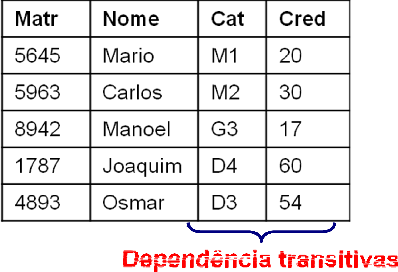 Matr Nome Cat Cred
5645 Mario M1 20
5963 Carlos M2 30
8942 Manoel G3 17
1787 Joaquim D4 60
4893 Osmar D3 54
Dependência transitivas